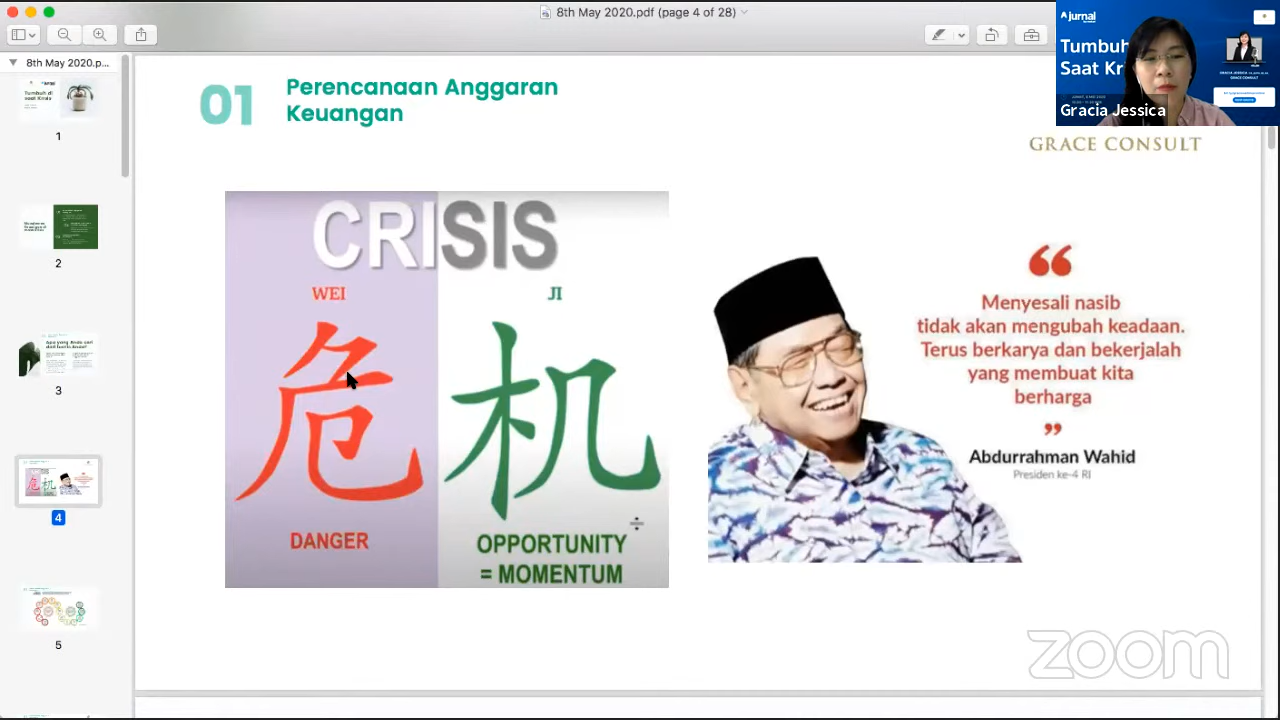 8th May 2020.pdf (page 4 of 28)
8th May 2020.p...
1
2
3
4
5
01
Perencanaan Anggaran
Keuangan
CRISIS
WEI
JI
危
机
DANGER
OPPORTUNITY
= MOMENTUM
“
Menyesali nasib
tidak akan mengubah keadaan.
Terus berkarya dan bekerjalah
yang membuat kita
berharga
”
Abdurrahman Wahid
Presiden ke-4 RI
GRACE CONSULT
jurnal
Tumbuh
Saat Kr
GRACE CONSULT
Gracia Jessica
zoom